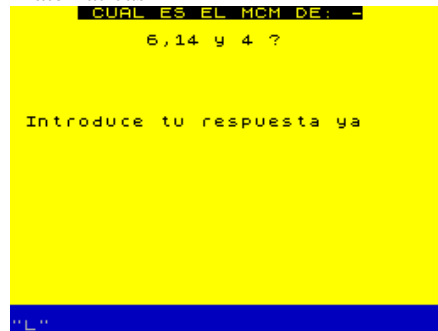 CUAL ES EL MCM DE: -
6,14 y 4 ?
Introduce tu respuesta ya
"L"